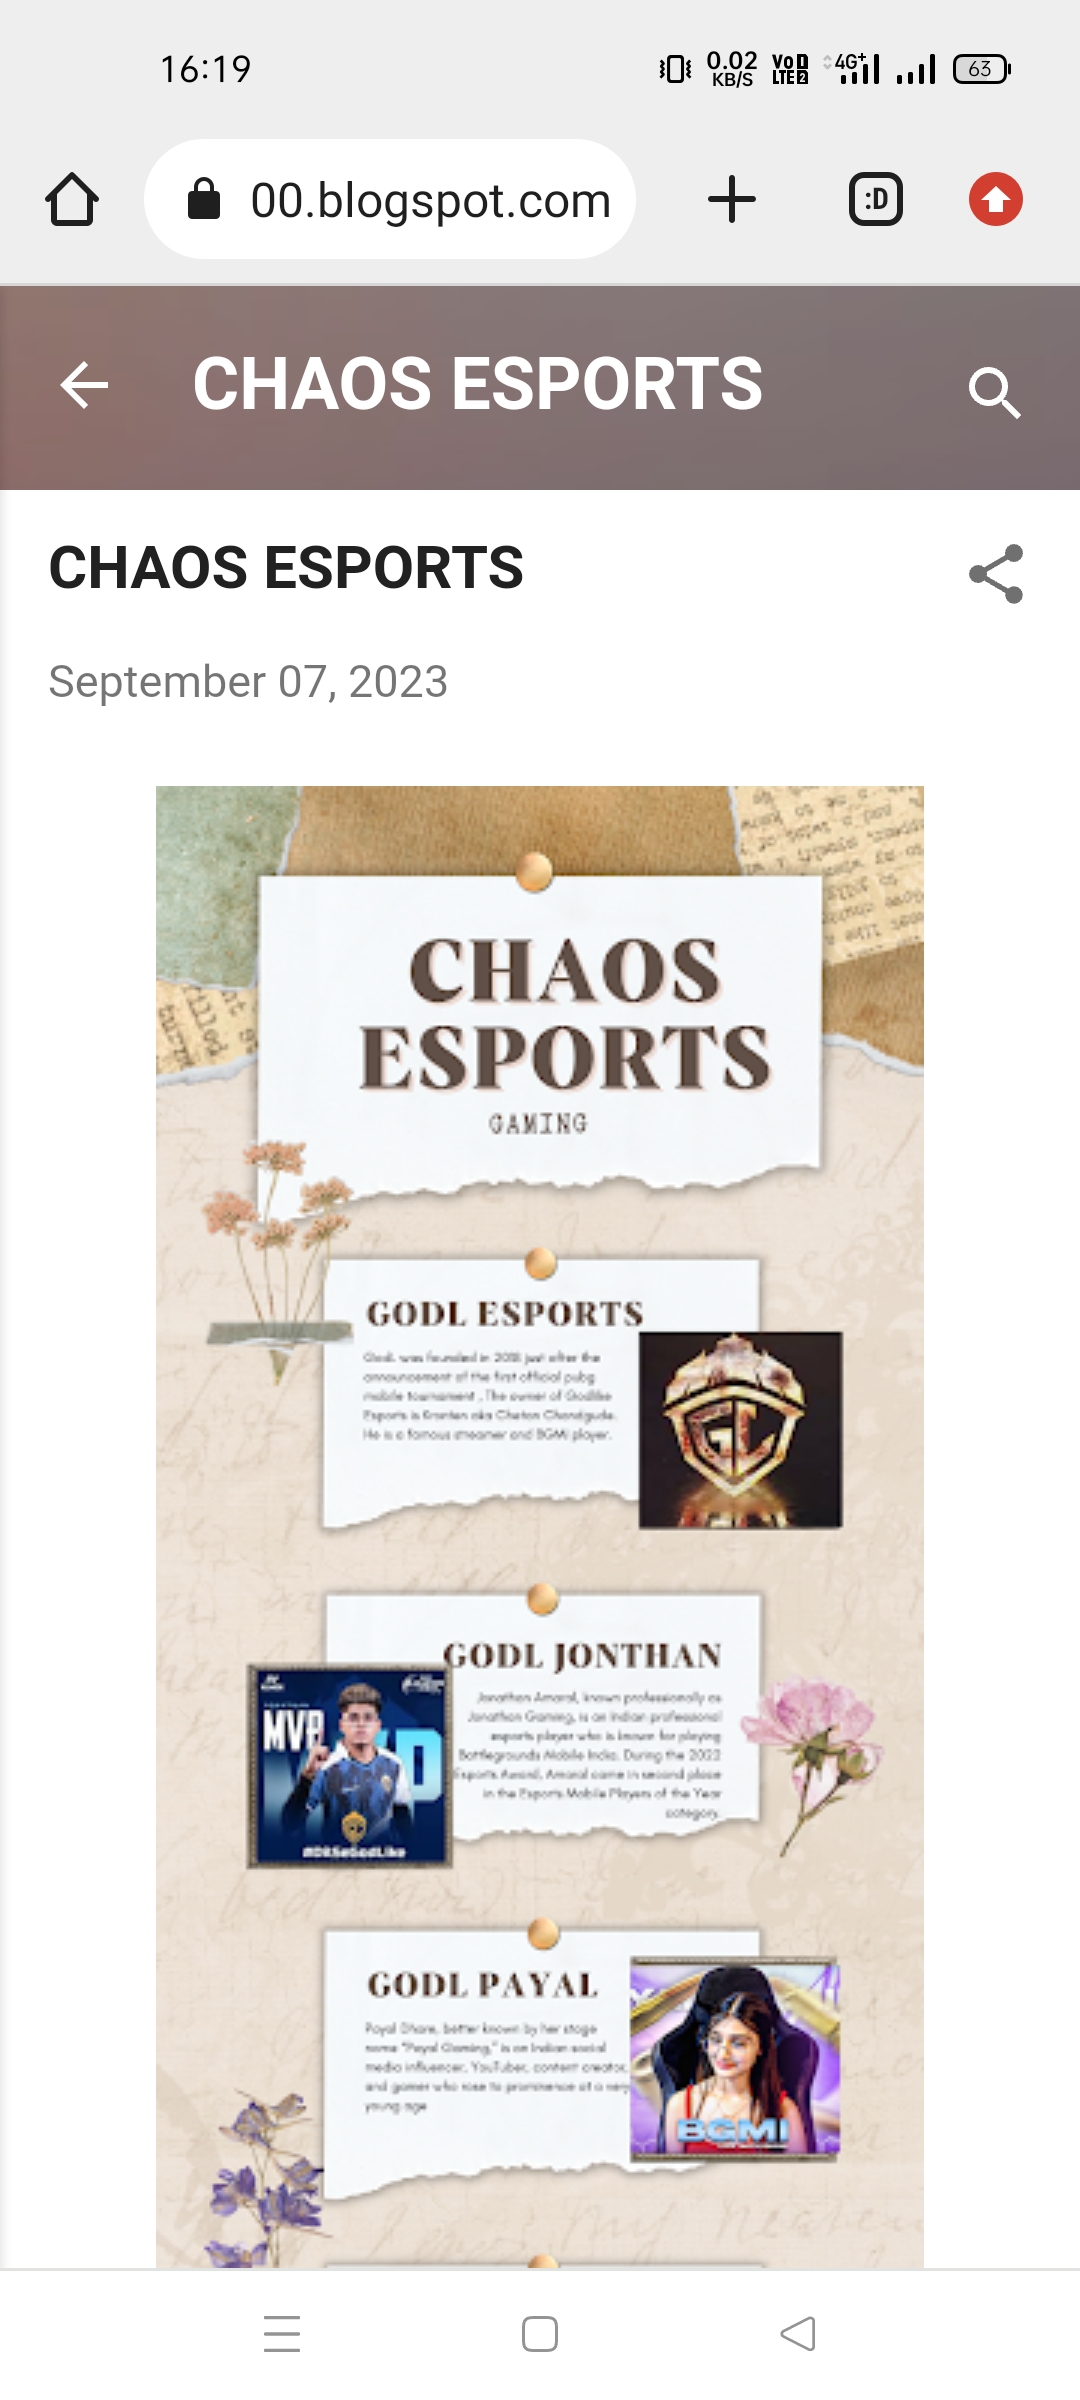 16:19
0.02
KB/S
VoD
LTE 2
4G+
63
00.blogspot.com
:D
CHAOS ESPORTS
CHAOS ESPORTS
September 07, 2023
CHAOS
ESPORTS
GAMING
GODL ESPORTS
GodL was founded in 2018 just after the
announcement of the first official pubg
mobile tournament . The owner of Godlike
Esports is Kronten aka Chetan Chandgude.
He is a famous streamer and BGMI player.
GL
GODL JONTHAN
Jonathan Amaral, known professionally as
Jonathan Gaming, is an Indian professional
esports player who is known for playing
Battlegrounds Mobile India. During the 2022
Esports Award, Amaral came in second place
in the Esports Mobile Players of the Year
category.
MVP
GODL PAYAL
Payal Dhare, better known by her stage
name "Payal Gaming," is an Indian social
media influencer, YouTuber, content creator,
and gamer who rose to prominence at a very
young age
BGMI